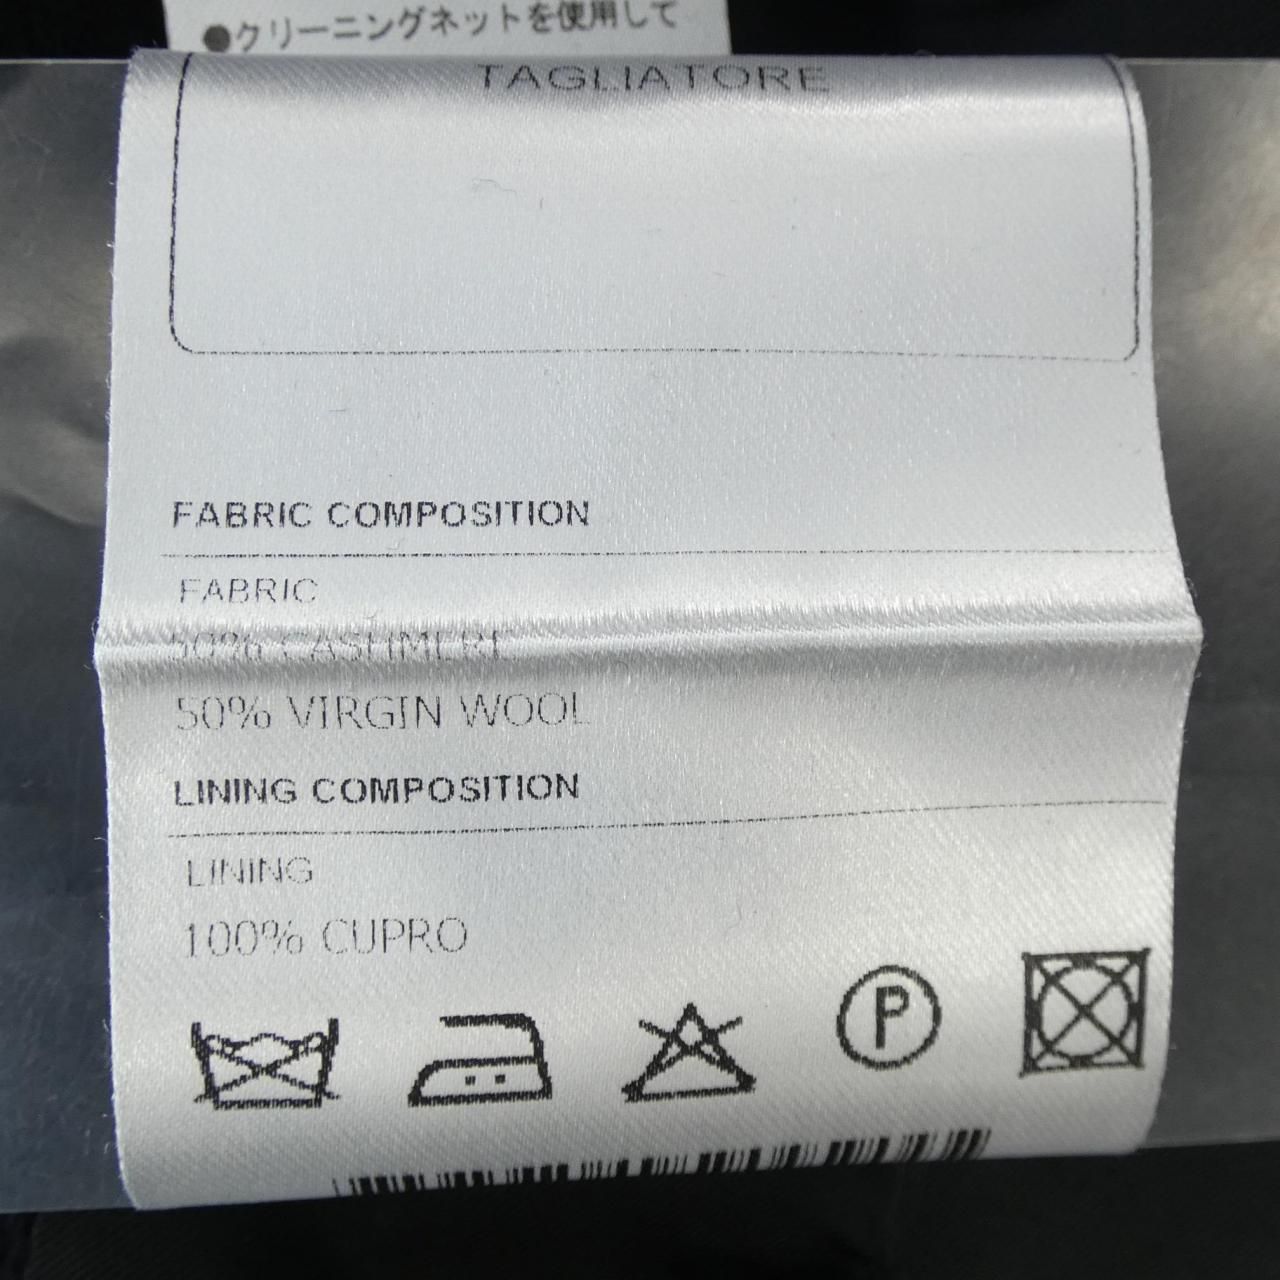 ●クリーニングネットを使用して
TAGLIATORE
FABRIC COMPOSITION
FABRIC
50% CASHMERE
50% VIRGIN WOOL
LINING COMPOSITION
LINING
100% CUPRO
P